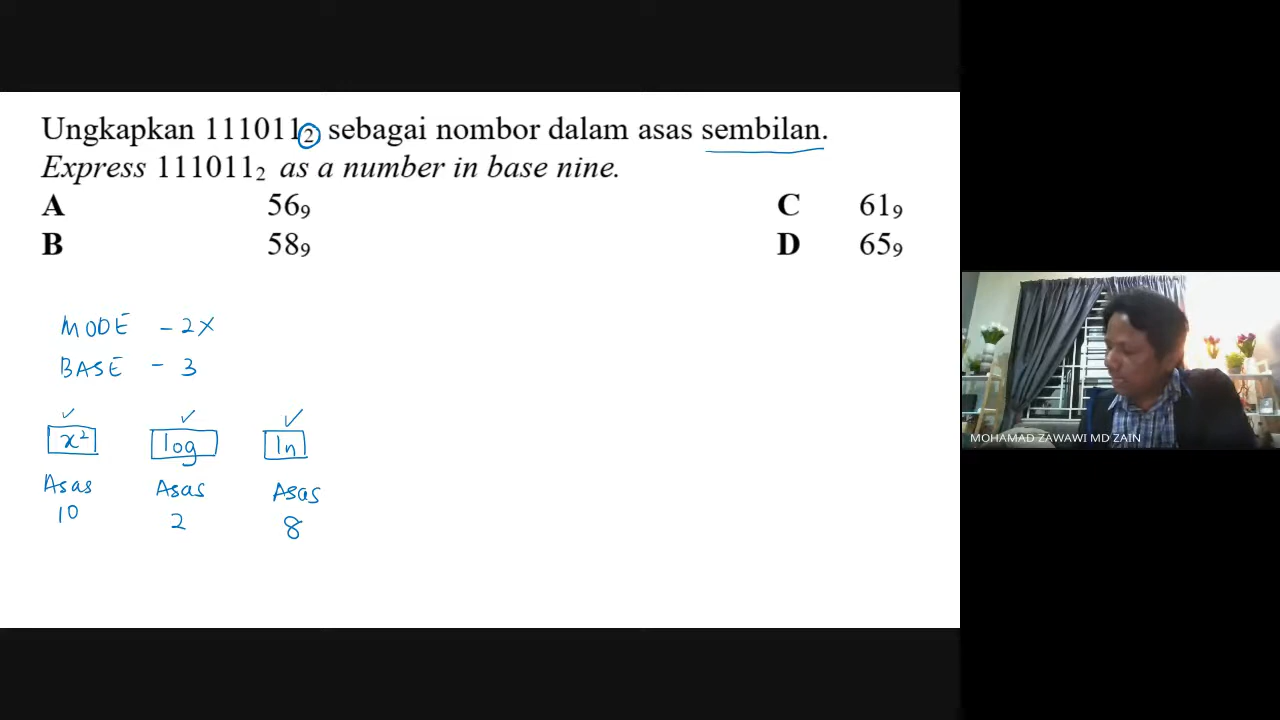 Ungkapkan 111011₂ sebagai nombor dalam asas sembilan.
Express 111011₂ as a number in base nine.
A 56₉ C 61₉
B 58₉ D 65₉
MODE - 2X
BASE - 3
x² log ln
Asas Asas Asas
10 2 8
MOHAMAD ZAWAWI MD ZAIN